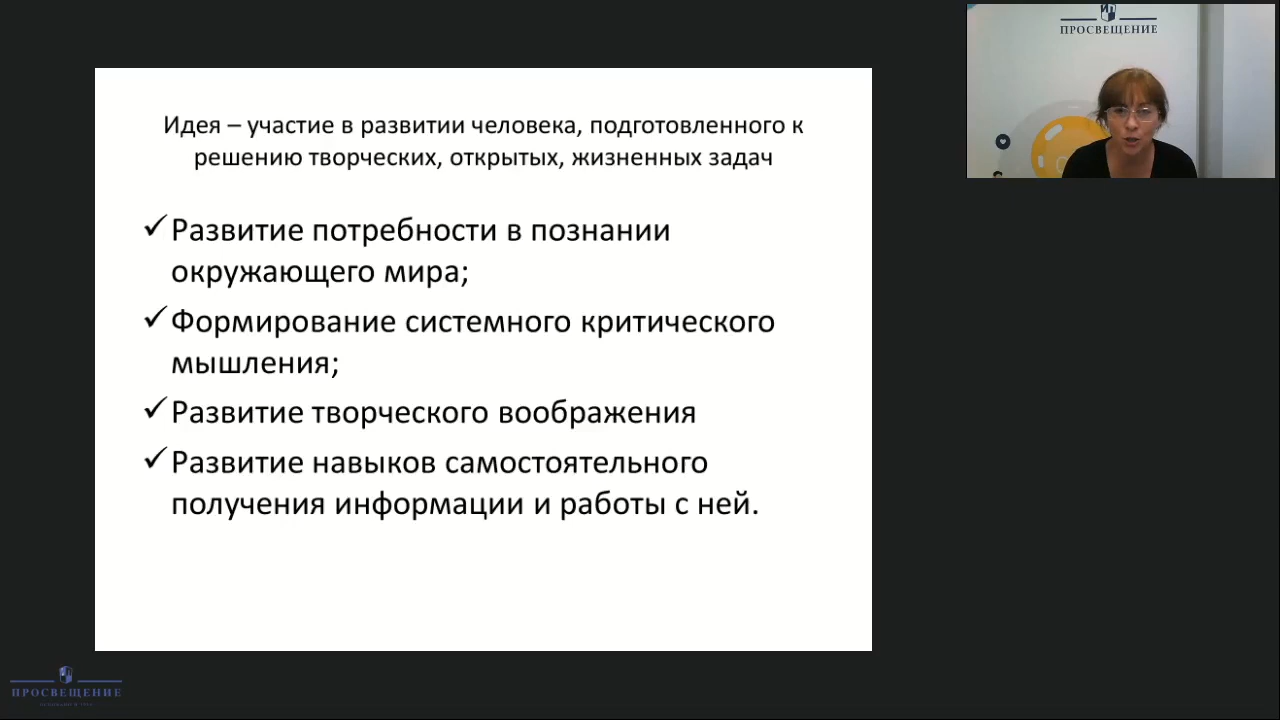 ПРОСВЕЩЕНИЕ
Идея – участие в развитии человека, подготовленного к
решению творческих, открытых, жизненных задач
Развитие потребности в познании
окружающего мира;
Формирование системного критического
мышления;
Развитие творческого воображения
Развитие навыков самостоятельного
получения информации и работы с ней.
ПРОСВЕЩЕНИЕ